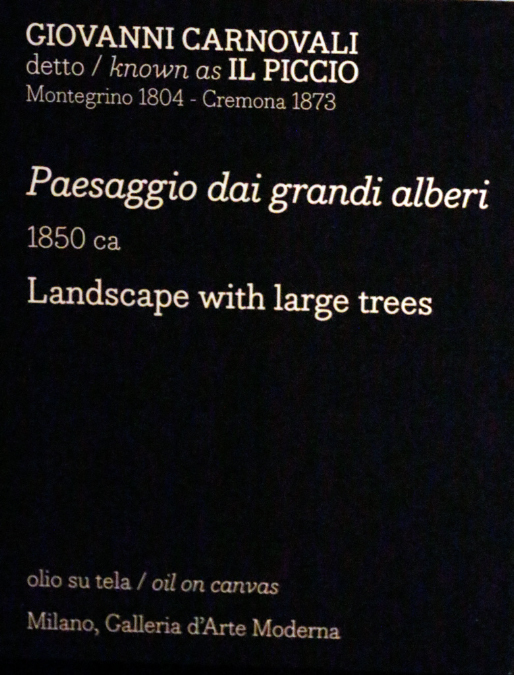 GIOVANNI CARNOVALI
detto / known as IL PICCIO
Montegrino 1804 - Cremona 1873
Paesaggio dai grandi alberi
1850 ca
Landscape with large trees
olio su tela / oil on canvas
Milano, Galleria d'Arte Moderna